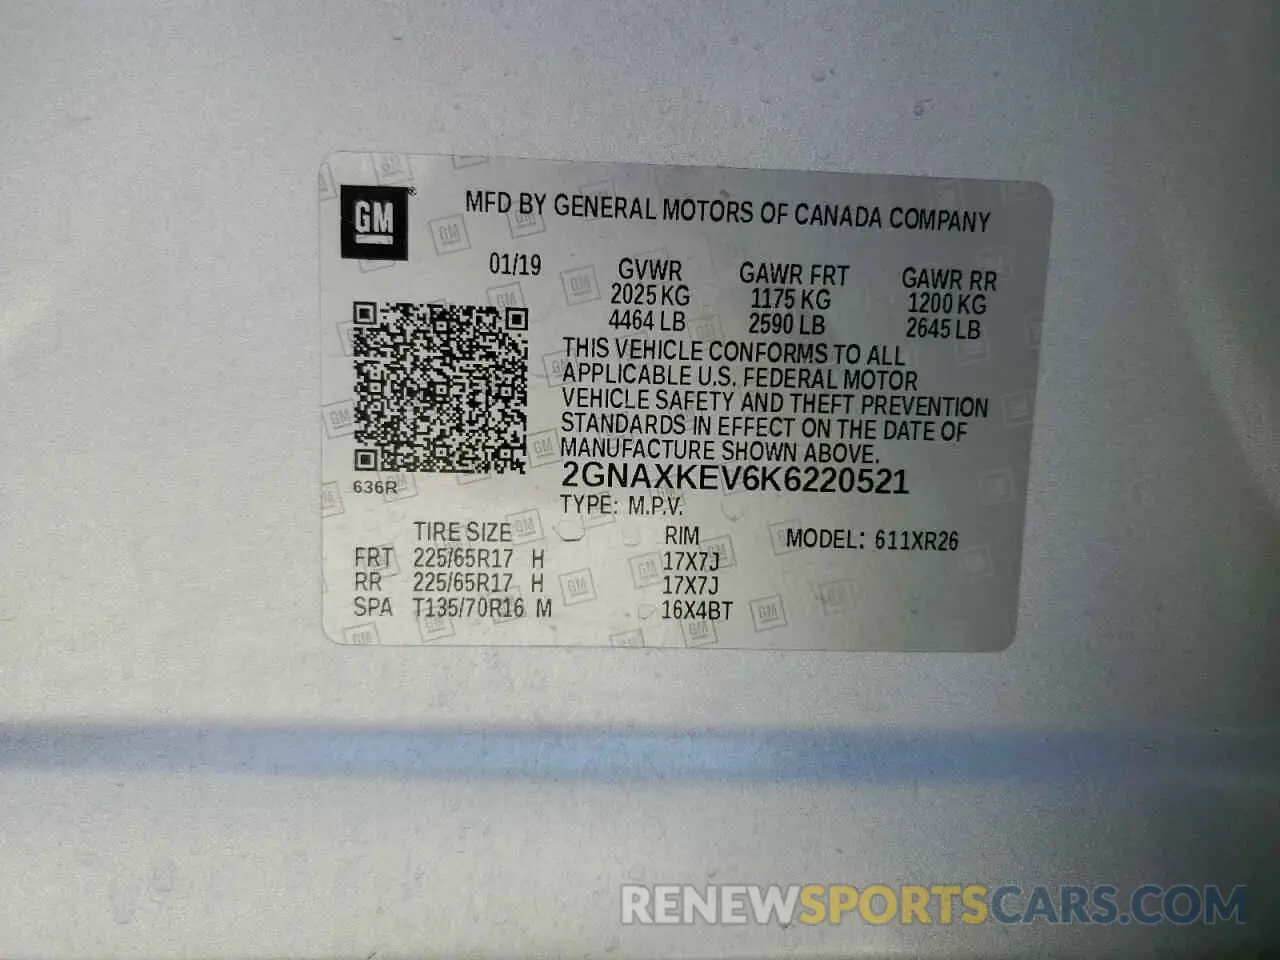 GM®
MFD BY GENERAL MOTORS OF CANADA COMPANY
01/19 GVWR GAWR FRT GAWR RR
2025 KG 1175 KG 1200 KG
4464 LB 2590 LB 2645 LB
THIS VEHICLE CONFORMS TO ALL
APPLICABLE U.S. FEDERAL MOTOR
VEHICLE SAFETY AND THEFT PREVENTION
STANDARDS IN EFFECT ON THE DATE OF
MANUFACTURE SHOWN ABOVE.
636R
2GNAXKEV6K6220521
TYPE: M.P.V.
TIRE SIZE RIM MODEL: 611XR26
FRT 225/65R17 H 17X7J
RR 225/65R17 H 17X7J
SPA T135/70R16 M 16X4BT
RENEWSPORTSCARS.COM